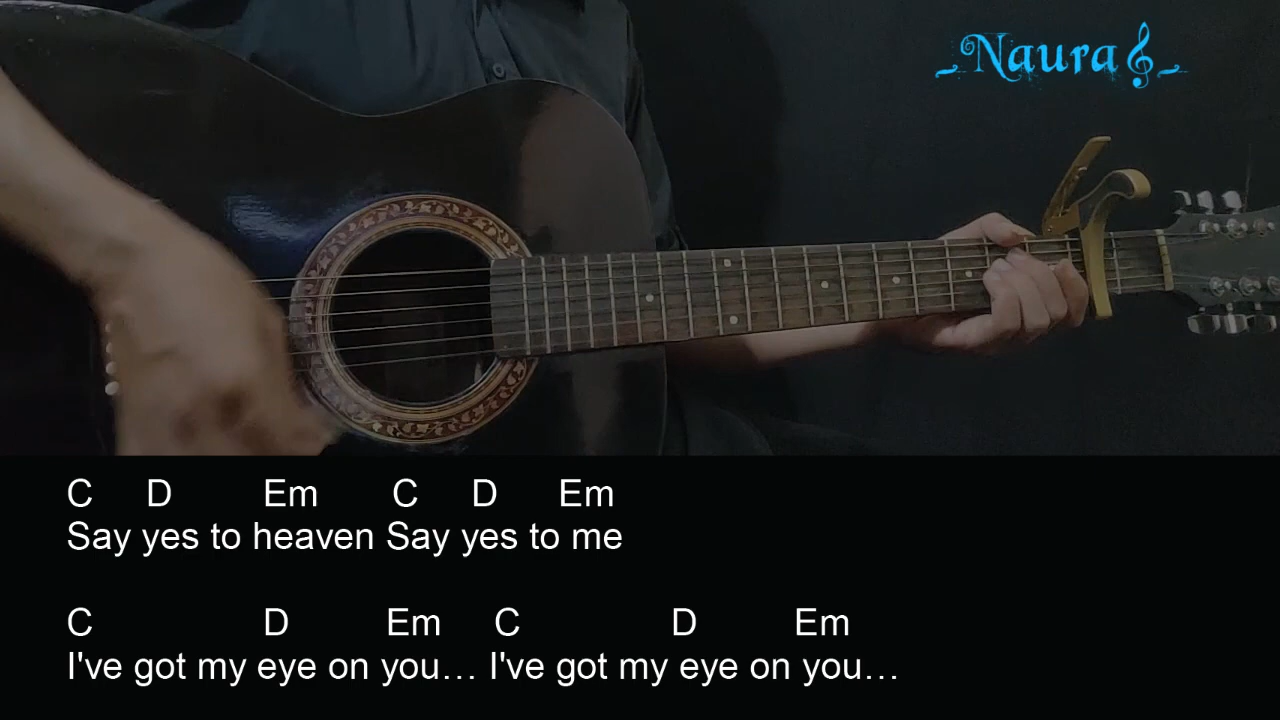 Naura
C D Em C D Em
Say yes to heaven Say yes to me
C D Em C D Em
I've got my eye on you… I've got my eye on you…